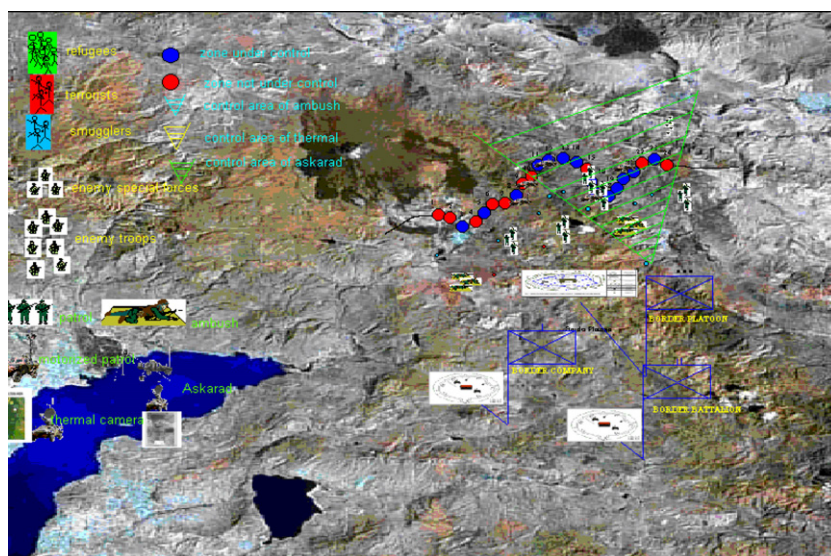 refugees
zone under control
terrorists
zone not under control
control area of ambush
smugglers
control area of thermal
control area of askarad
enemy special forces
enemy troops
patrol
ambush
motorized patrol
Askarad
thermal camera
BORDER PLATOON
BORDER COMPANY
BORDER BATTALION